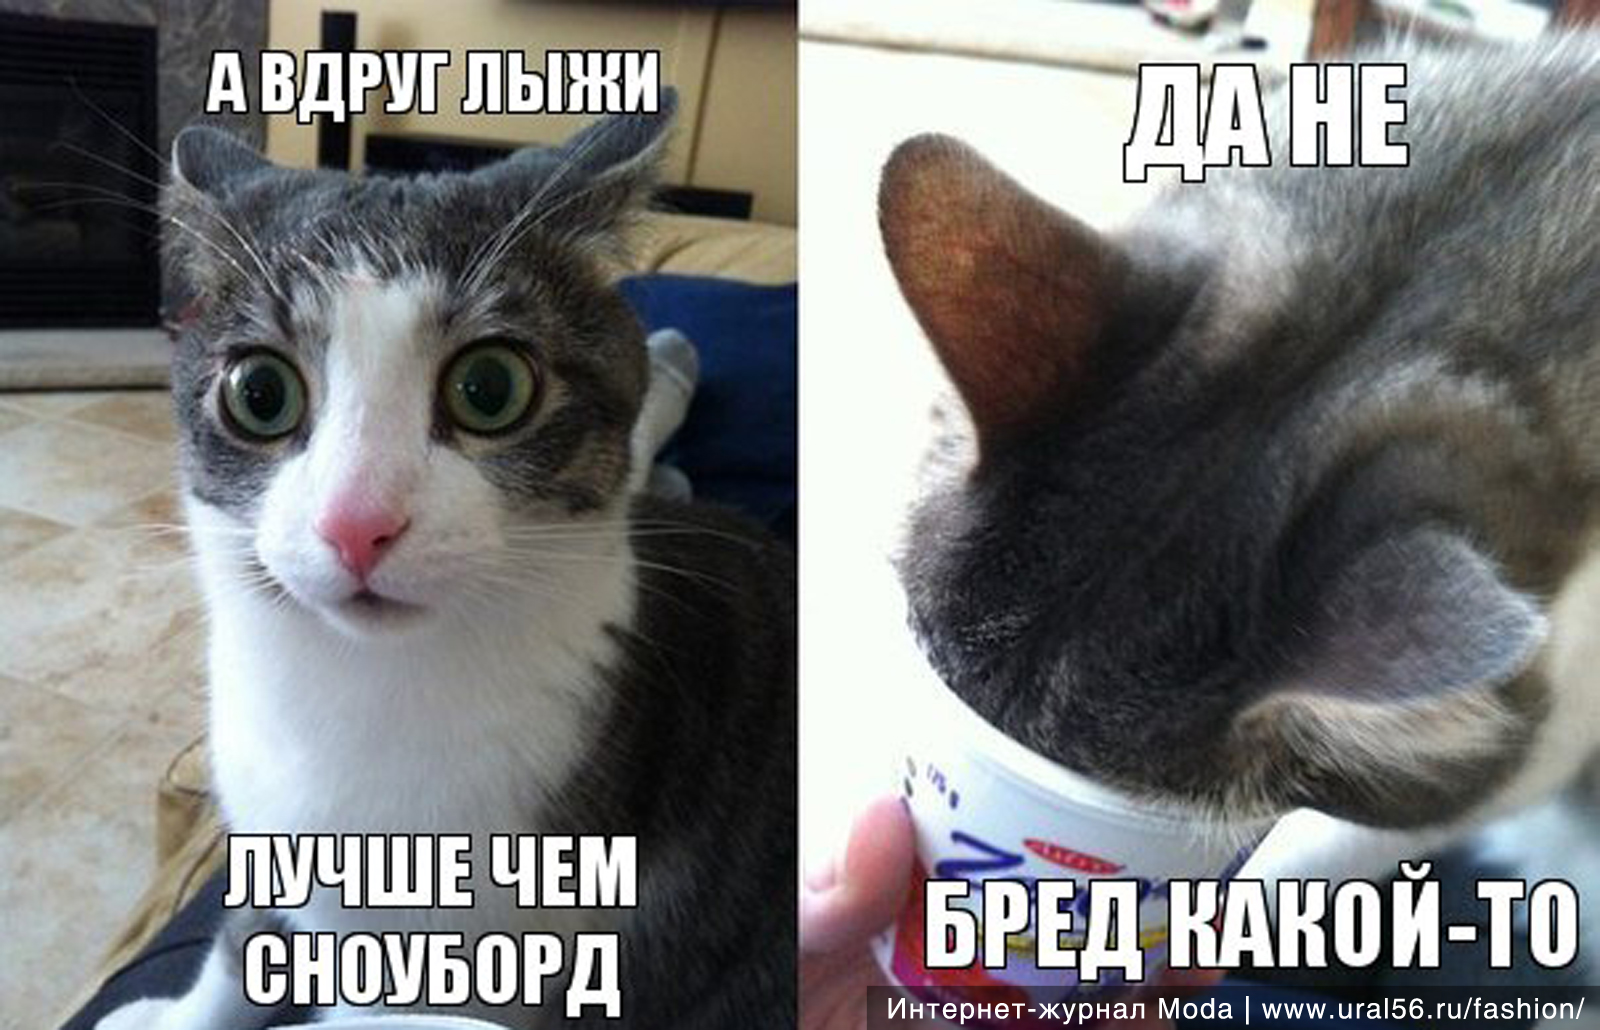 А ВДРУГ ЛЫЖИ
ЛУЧШЕ ЧЕМ
СНОУБОРД
ДА НЕ
БРЕД КАКОЙ-ТО
Интернет-журнал Moda | www.ural56.ru/fashion/